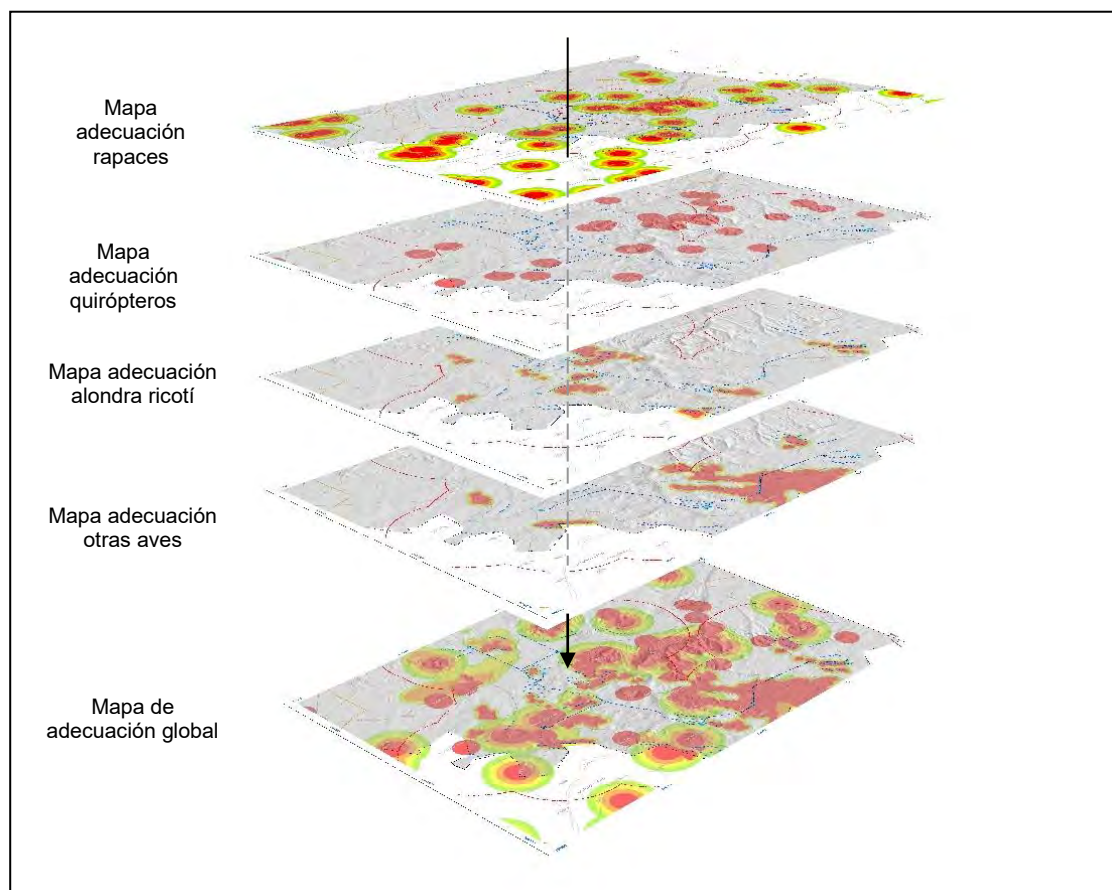 Mapa
adecuación
rapaces
Mapa
adecuación
quirópteros
Mapa adecuación
alondra ricotí
Mapa adecuación
otras aves
Mapa de
adecuación global